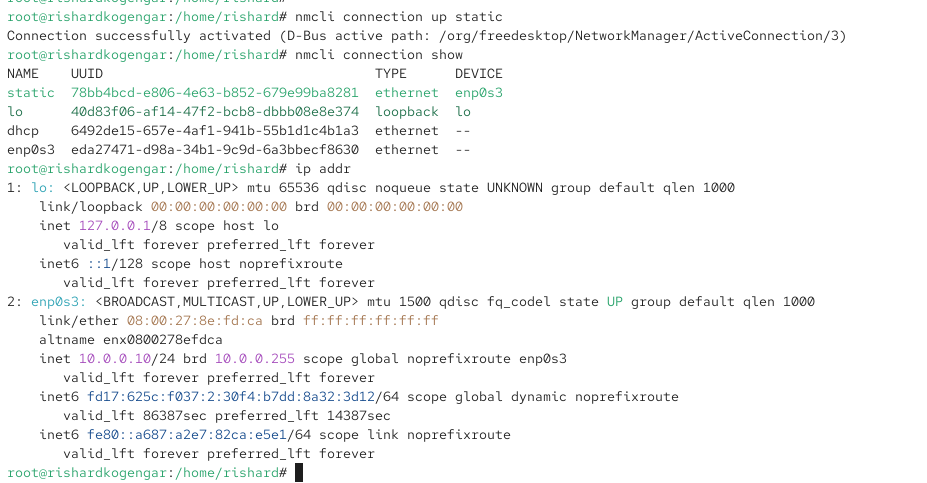 root@rishardkogengar:/home/rishard# nmcli connection up static
Connection successfully activated (D-Bus active path: /org/freedesktop/NetworkManager/ActiveConnection/3)
root@rishardkogengar:/home/rishard# nmcli connection show
NAME    UUID                                  TYPE      DEVICE
static  78bb4bcd-e806-4e63-b852-679e99ba8281  ethernet  enp0s3
lo      40d83f06-af14-47f2-bcb8-dbbb08e8e374  loopback  lo
dhcp    6492de15-657e-4af1-941b-55b1d1c4b1a3  ethernet  --
enp0s3  eda27471-d98a-34b1-9c9d-6a3bbecf8630  ethernet  --
root@rishardkogengar:/home/rishard# ip addr
1: lo: <LOOPBACK,UP,LOWER_UP> mtu 65536 qdisc noqueue state UNKNOWN group default qlen 1000
    link/loopback 00:00:00:00:00:00 brd 00:00:00:00:00:00
    inet 127.0.0.1/8 scope host lo
       valid_lft forever preferred_lft forever
    inet6 ::1/128 scope host noprefixroute
       valid_lft forever preferred_lft forever
2: enp0s3: <BROADCAST,MULTICAST,UP,LOWER_UP> mtu 1500 qdisc fq_codel state UP group default qlen 1000
    link/ether 08:00:27:8e:fd:ca brd ff:ff:ff:ff:ff:ff
    altname enx0800278efdca
    inet 10.0.0.10/24 brd 10.0.0.255 scope global noprefixroute enp0s3
       valid_lft forever preferred_lft forever
    inet6 fd17:625c:f037:2:30f4:b7dd:8a32:3d12/64 scope global dynamic noprefixroute
       valid_lft 86387sec preferred_lft 14387sec
    inet6 fe80::a687:a2e7:82ca:e5e1/64 scope link noprefixroute
       valid_lft forever preferred_lft forever
root@rishardkogengar:/home/rishard#